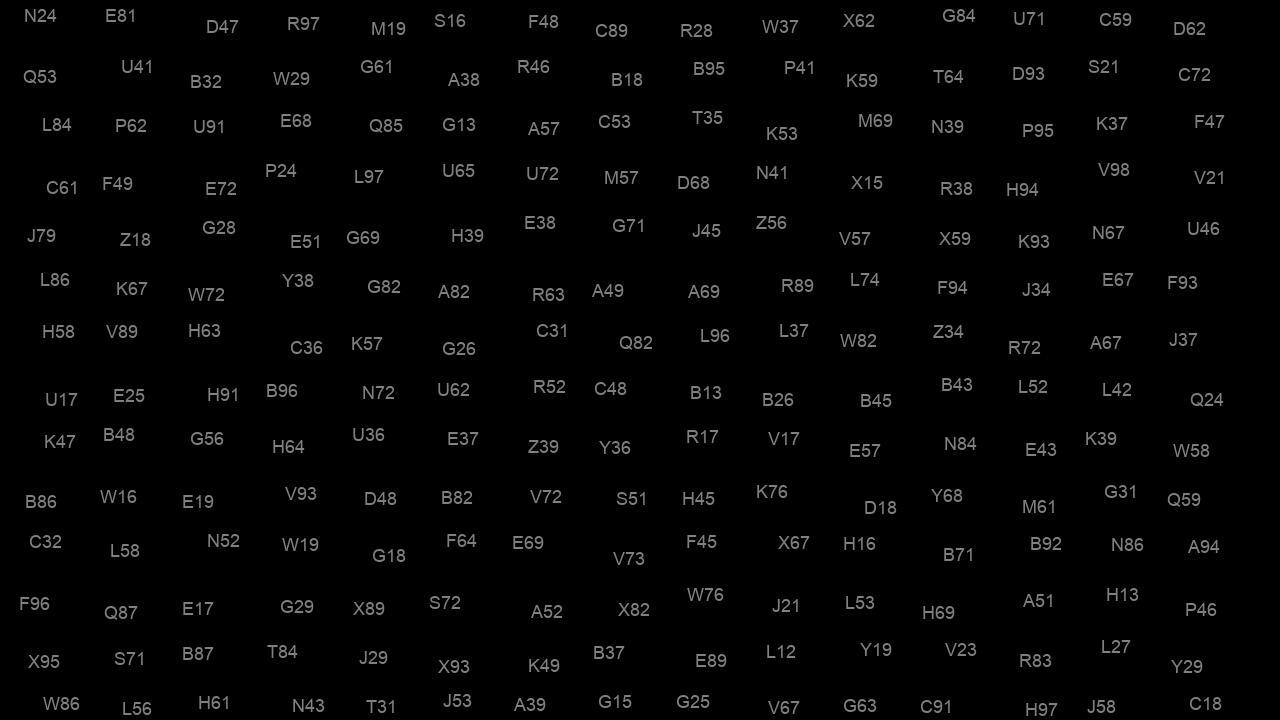 N24 E81 D47 R97 M19 S16 F48 C89 R28 W37 X62 G84 U71 C59 D62
Q53 U41 B32 W29 G61 A38 R46 B18 B95 P41 K59 T64 D93 S21 C72
L84 P62 U91 E68 Q85 G13 A57 C53 T35 K53 M69 N39 P95 K37 F47
C61 F49 E72 P24 L97 U65 U72 M57 D68 N41 X15 R38 H94 V98 V21
J79 Z18 G28 E51 G69 H39 E38 G71 J45 Z56 V57 X59 K93 N67 U46
L86 K67 W72 Y38 G82 A82 R63 A49 A69 R89 L74 F94 J34 E67 F93
H58 V89 H63 C36 K57 G26 C31 Q82 L96 L37 W82 Z34 R72 A67 J37
U17 E25 H91 B96 N72 U62 R52 C48 B13 B26 B45 B43 L52 L42 Q24
K47 B48 G56 H64 U36 E37 Z39 Y36 R17 V17 E57 N84 E43 K39 W58
B86 W16 E19 V93 D48 B82 V72 S51 H45 K76 D18 Y68 M61 G31 Q59
C32 L58 N52 W19 G18 F64 E69 V73 F45 X67 H16 B71 B92 N86 A94
F96 Q87 E17 G29 X89 S72 A52 X82 W76 J21 L53 H69 A51 H13 P46
X95 S71 B87 T84 J29 X93 K49 B37 E89 L12 Y19 V23 R83 L27 Y29
W86 L56 H61 N43 T31 J53 A39 G15 G25 V67 G63 C91 H97 J58 C18